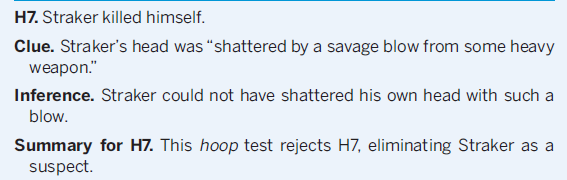 H7. Straker killed himself.
Clue. Straker's head was “shattered by a savage blow from some heavy
weapon.”
Inference. Straker could not have shattered his own head with such a
blow.
Summary for H7. This hoop test rejects H7, eliminating Straker as a
suspect.